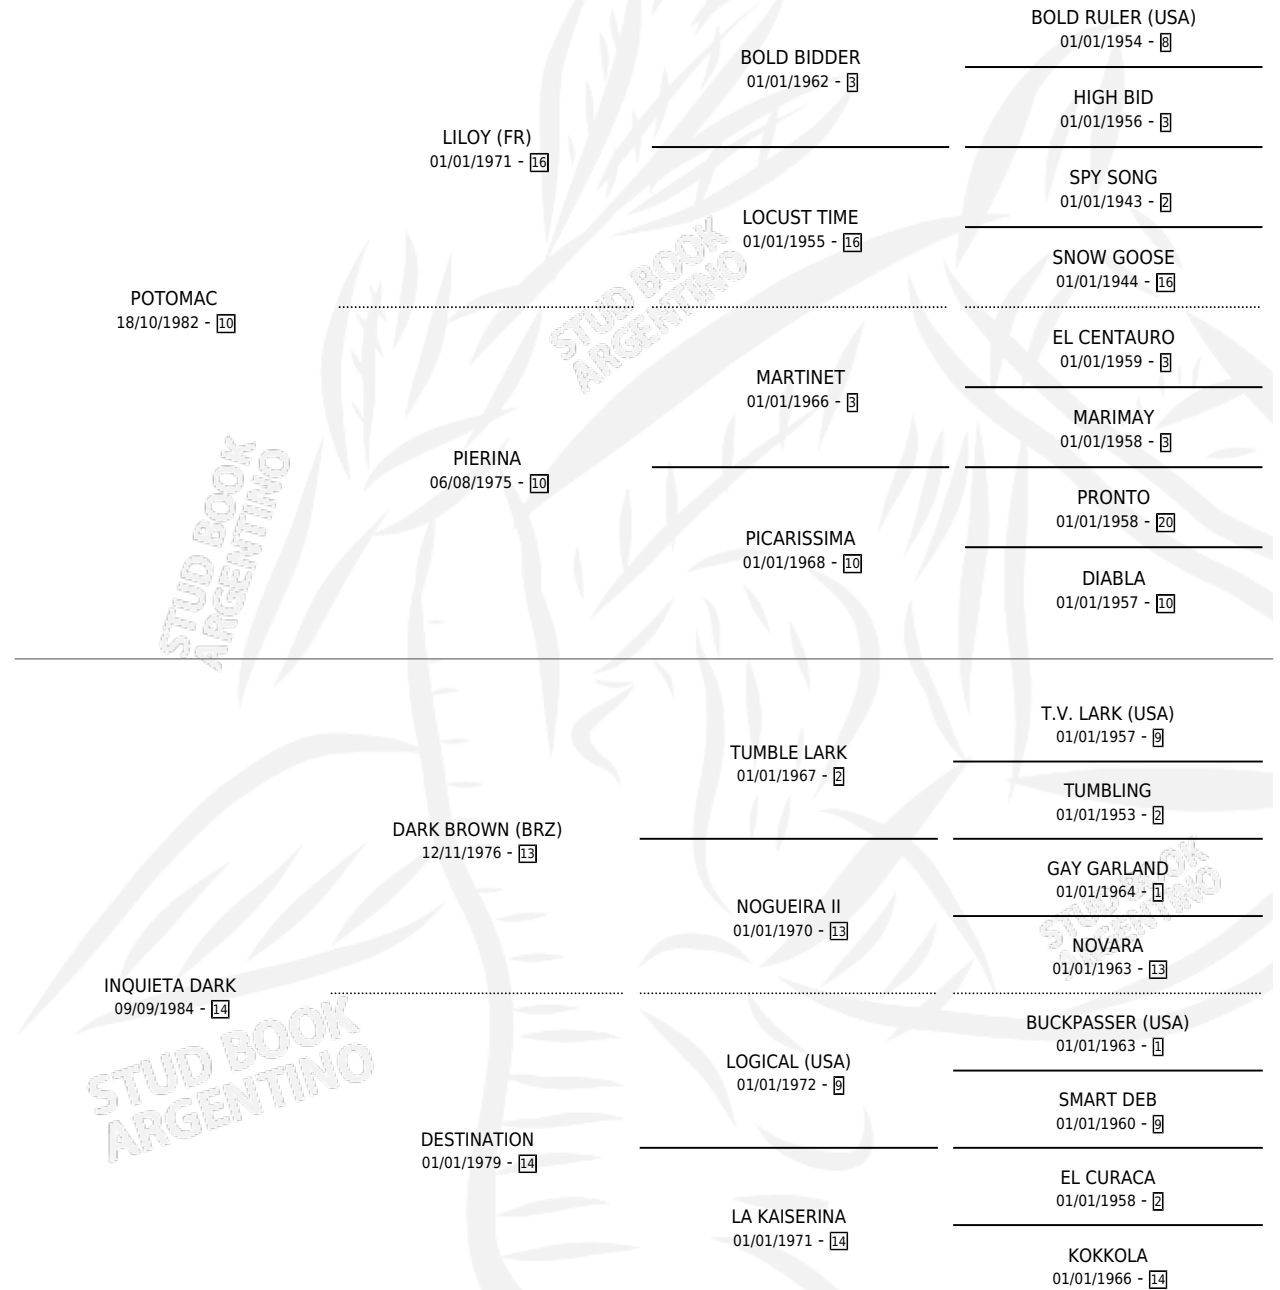 BOLD RULER (USA)
01/01/1954 - 8
BOLD BIDDER
01/01/1962 - 3
HIGH BID
01/01/1956 - 3
LILOY (FR)
01/01/1971 - 16
SPY SONG
01/01/1943 - 2
LOCUST TIME
01/01/1955 - 16
SNOW GOOSE
01/01/1944 - 16
POTOMAC
18/10/1982 - 10
STUD BOOK
ARGENTINO
EL CENTAURO
01/01/1959 - 3
MARTINET
01/01/1966 - 3
MARIMAY
01/01/1958 - 3
PIERINA
06/08/1975 - 10
PRONTO
01/01/1958 - 20
PICARISSIMA
01/01/1968 - 10
DIABLA
01/01/1957 - 10
STUD BOOK
ARGENTINO
T.V. LARK (USA)
01/01/1957 - 9
TUMBLE LARK
01/01/1967 - 2
TUMBLING
01/01/1953 - 2
DARK BROWN (BRZ)
12/11/1976 - 13
GAY GARLAND
01/01/1964 - 1
NOGUEIRA II
01/01/1970 - 13
STUD BOOK
ARGENTINO
NOVARA
01/01/1963 - 13
INQUIETA DARK
09/09/1984 - 14
BUCKPASSER (USA)
01/01/1963 - 1
LOGICAL (USA)
01/01/1972 - 9
SMART DEB
01/01/1960 - 9
STUD BOOK
ARGENTINO
DESTINATION
01/01/1979 - 14
EL CURACA
01/01/1958 - 2
LA KAISERINA
01/01/1971 - 14
KOKKOLA
01/01/1966 - 14